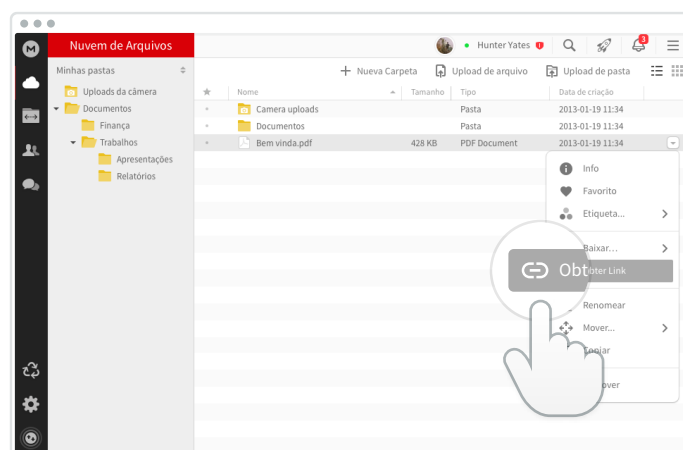 M
Nuvem de Arquivos
Hunter Yates
3
Minhas pastas
Nueva Carpeta
Upload de arquivo
Upload de pasta
Uploads da câmera
Documentos
Finança
Trabalhos
Apresentações
Relatórios
Nome Tamanho Tipo Data de criação
Camera uploads Pasta 2013-01-19 11:34
Documentos Pasta 2013-01-19 11:34
Bem vinda.pdf 428 KB PDF Document 2013-01-19 11:34
Info
Favorito
Etiqueta...
Baixar...
Obt
bter Link
Renomear
Mover...
Copiar
over